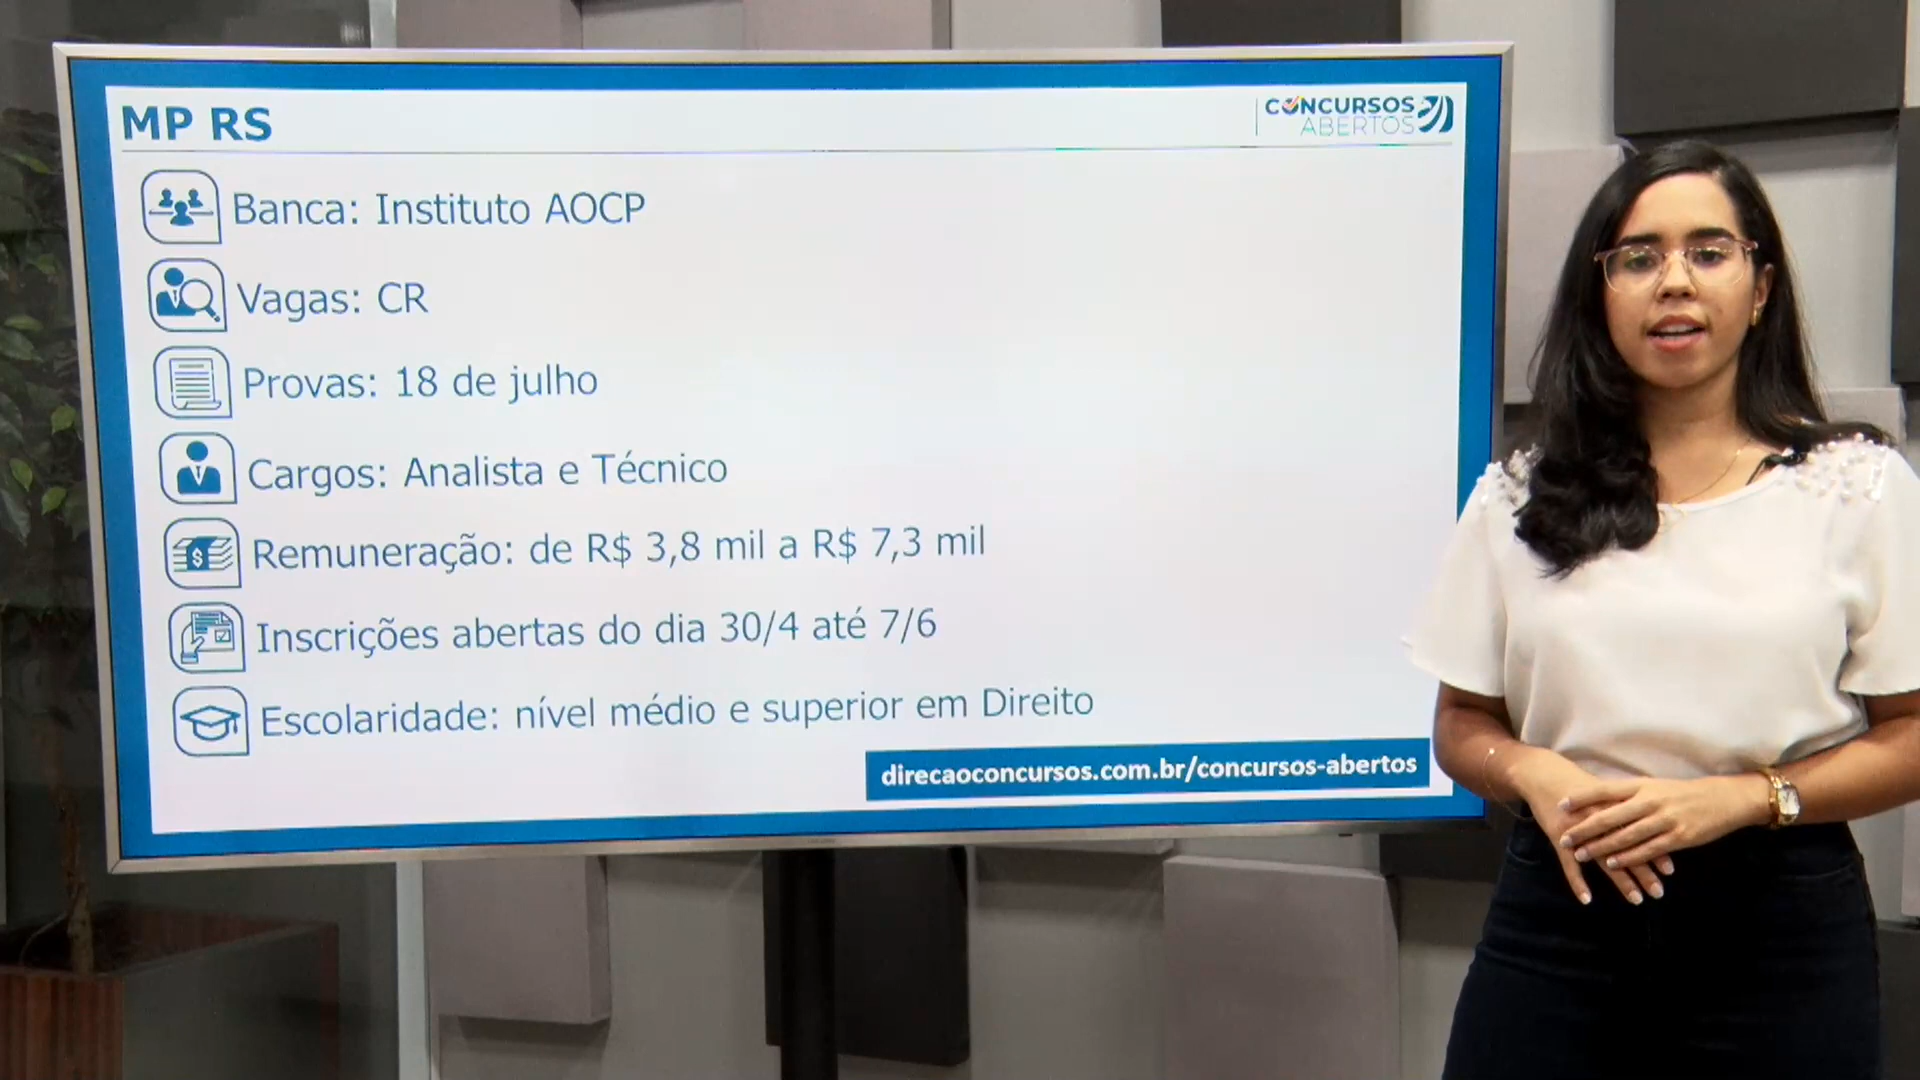 MP RS
CONCURSOS
ABERTOS
Banca: Instituto AOCP
Vagas: CR
Provas: 18 de julho
Cargos: Analista e Técnico
Remuneração: de R$ 3,8 mil a R$ 7,3 mil
Inscrições abertas do dia 30/4 até 7/6
Escolaridade: nível médio e superior em Direito
direcaoconcursos.com.br/concursos-abertos